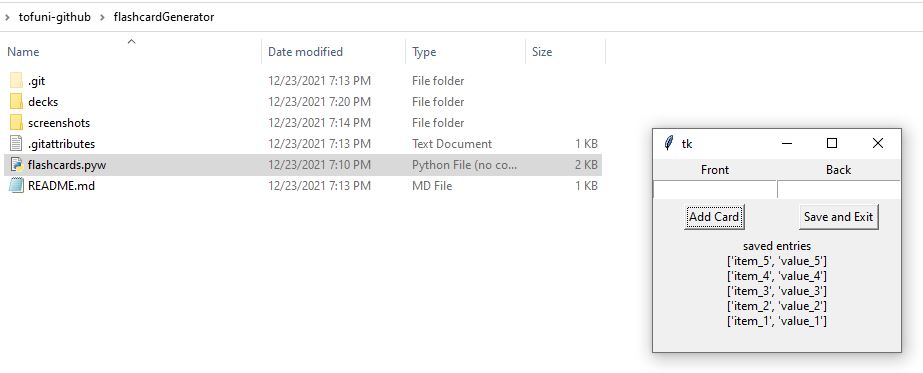 tofuni-github > flashcardGenerator
Name Date modified Type Size
.git 12/23/2021 7:13 PM File folder
decks 12/23/2021 7:20 PM File folder
screenshots 12/23/2021 7:14 PM File folder
.gitattributes 12/23/2021 7:13 PM Text Document 1 KB
flashcards.pyw 12/23/2021 7:10 PM Python File (no co... 2 KB
README.md 12/23/2021 7:13 PM MD File 1 KB
tk
Front Back
Add Card Save and Exit
saved entries
['item_5', 'value_5']
['item_4', 'value_4']
['item_3', 'value_3']
['item_2', 'value_2']
['item_1', 'value_1']